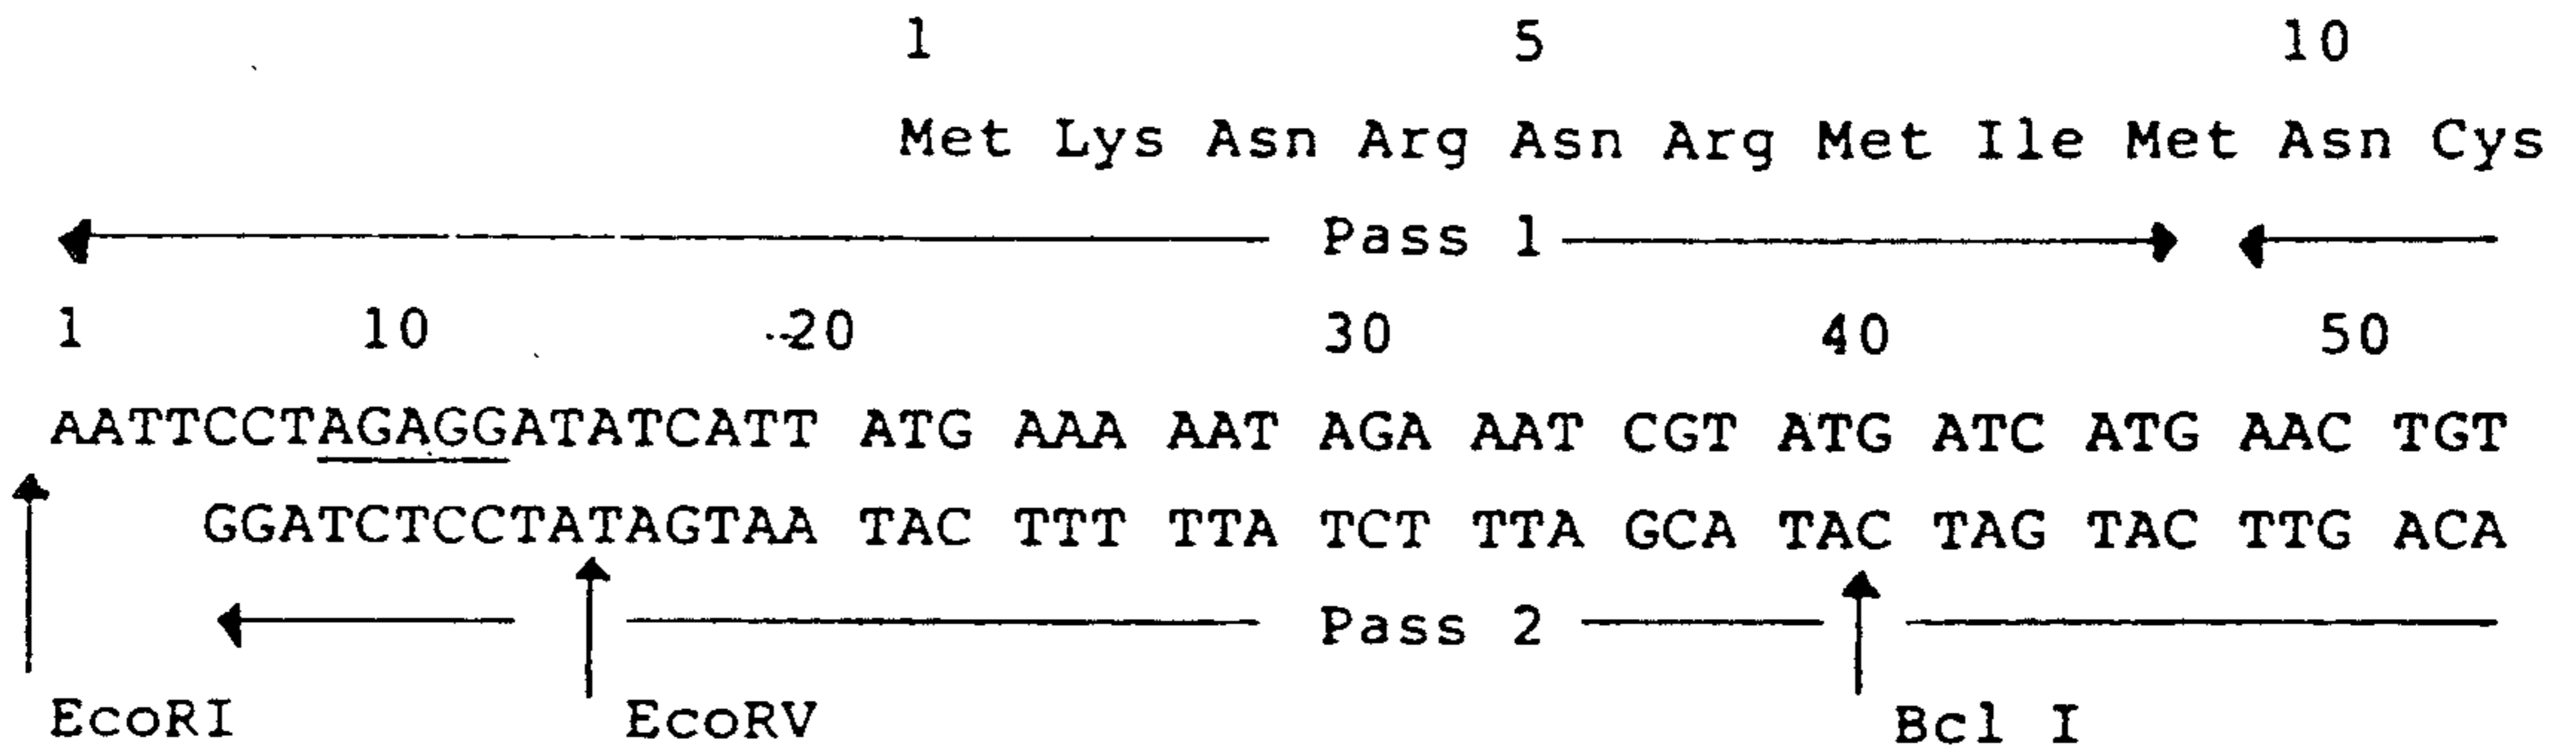 1 5 10
Met Lys Asn Arg Asn Arg Met Ile Met Asn Cys
Pass 1
1 10 20 30 40 50
AATTCCTAGAGGATATCATT ATG AAA AAT AGA AAT CGT ATG ATC ATG AAC TGT
GGATCTCCTATAGTAA TAC TTT TTA TCT TTA GCA TAC TAG TAC TTG ACA
Pass 2
EcoRI EcoRV Bcl I